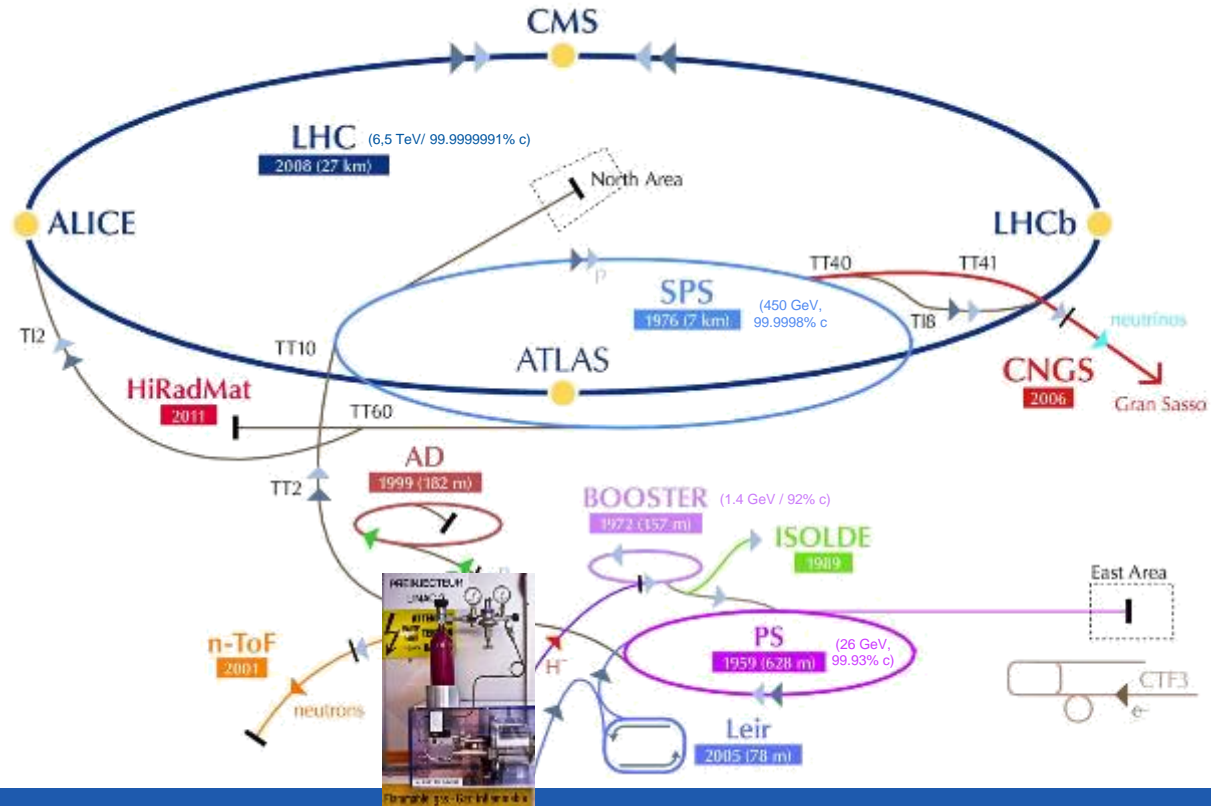 CMS
LHC (6,5 TeV/ 99.9999991% c)
2008 (27 km)
North Area
ALICE
LHCb
TT40
TT41
p
SPS (450 GeV,
1976 (7 km) 99.9998% c
TI8
neutrinos
TI2
TT10
ATLAS
CNGS
2006
Gran Sasso
HiRadMat
2011
TT60
AD
1999 (182 m)
TT2
BOOSTER (1.4 GeV / 92% c)
1972 (157 m)
ISOLDE
1989
East Area
PREINJECTEUR
LINAC
n-ToF
2001
H⁻
PS (26 GeV,
1959 (628 m) 99.93% c)
neutrons
CTF3
e-
Leir
2005 (78 m)